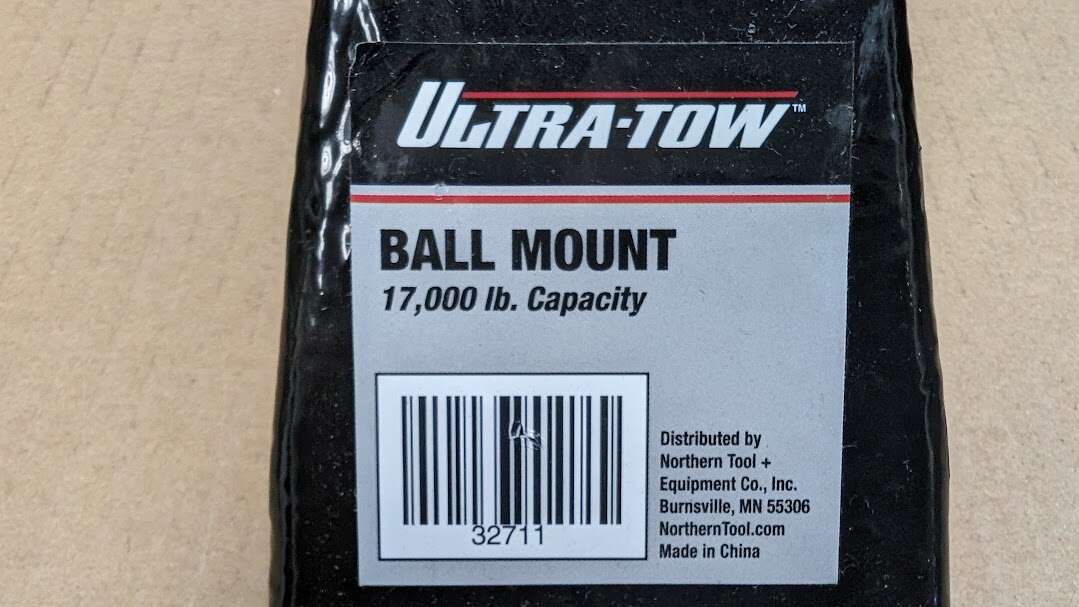 ULTRA-TOW™
BALL MOUNT
17,000 lb. Capacity
32711
Distributed by
Northern Tool +
Equipment Co., Inc.
Burnsville, MN 55306
NorthernTool.com
Made in China